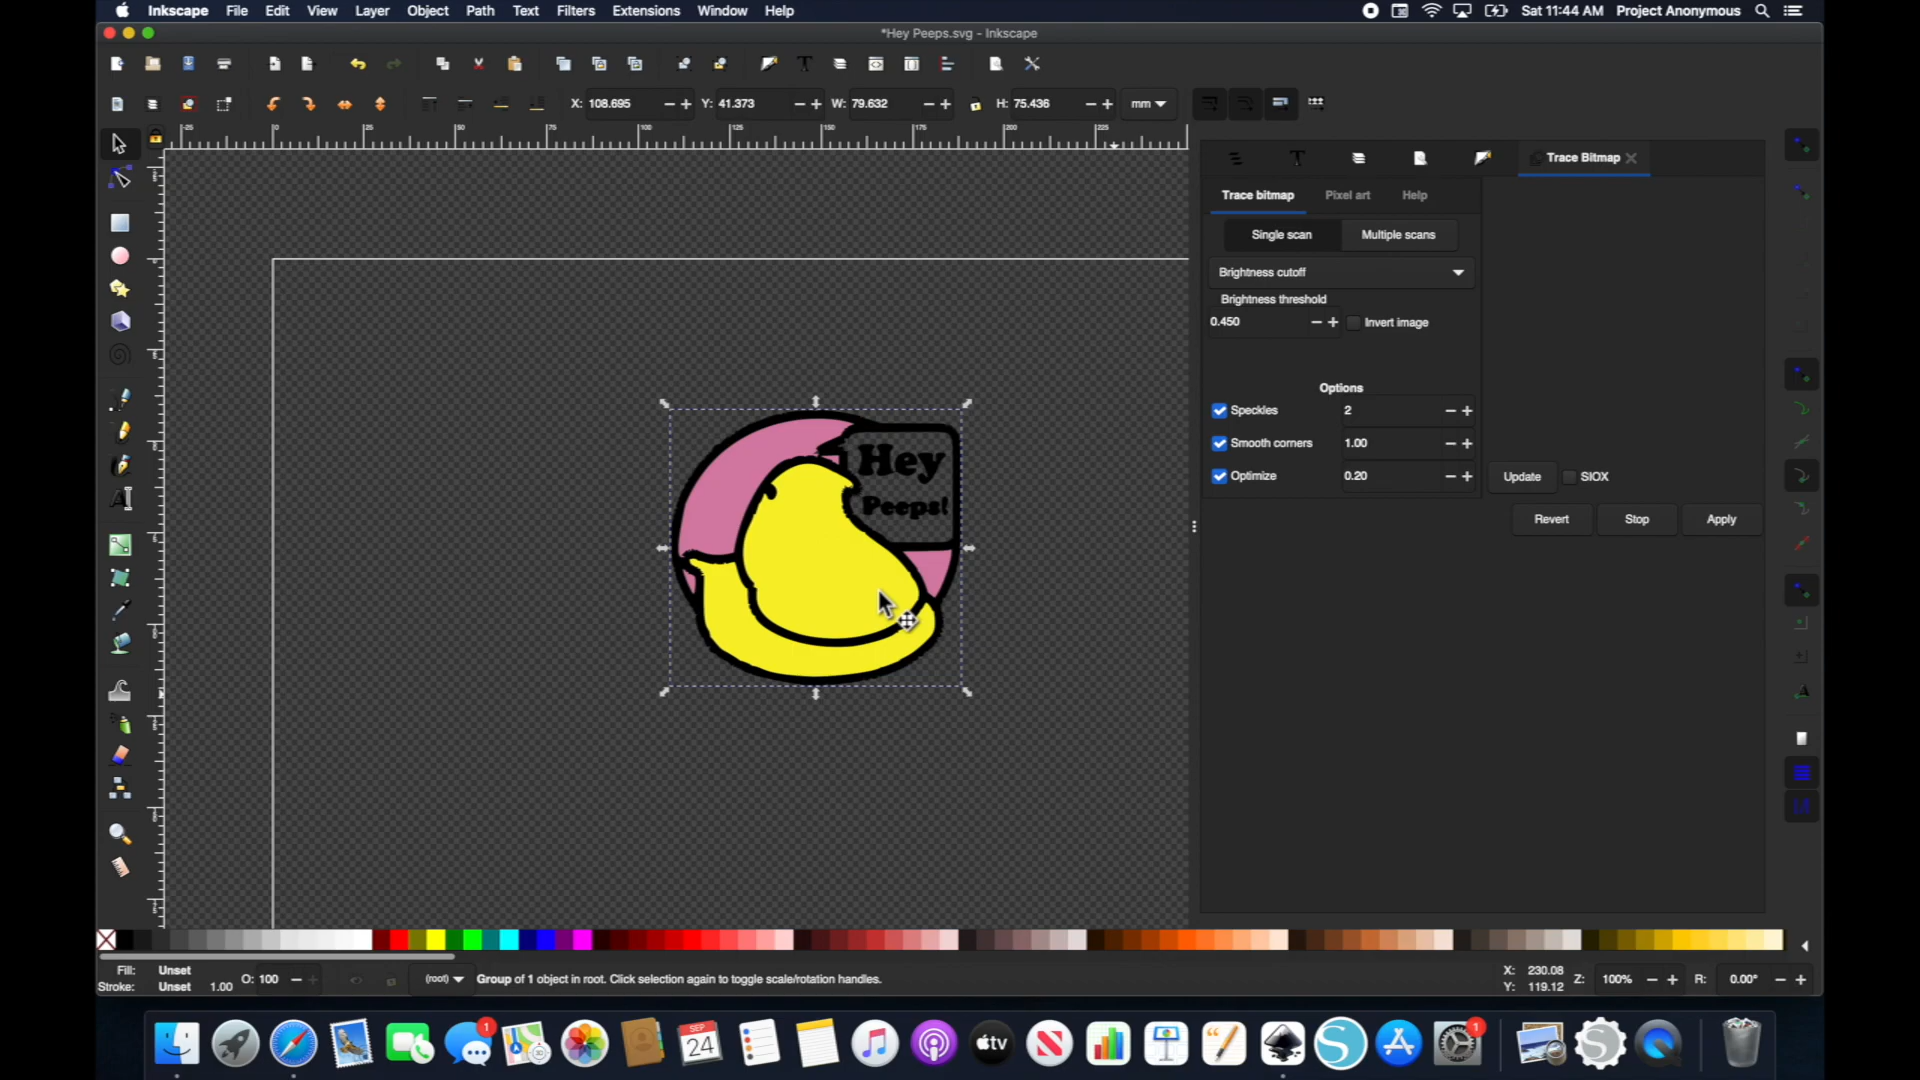 Inkscape File Edit View Layer Object Path Text Filters Extensions Window Help Sat 11:44 AM Project Anonymous
*Hey Peeps.svg - Inkscape
X: 108.695 Y: 41.373 W: 79.632 H: 75.436 mm
Trace Bitmap
Trace bitmap Pixel art Help
Single scan Multiple scans
Brightness cutoff
Brightness threshold
0.450 Invert image
Options
Speckles 2
Smooth corners 1.00
Optimize 0.20 Update SIOX
Revert Stop Apply
Hey
Peeps!
Fill: Unset
Stroke: Unset 1.00 O: 100 (root) Group of 1 object in root. Click selection again to toggle scale/rotation handles.
X: 230.08
Y: 119.12 Z: 100% R: 0.00°
1
SEP
24
tv
1